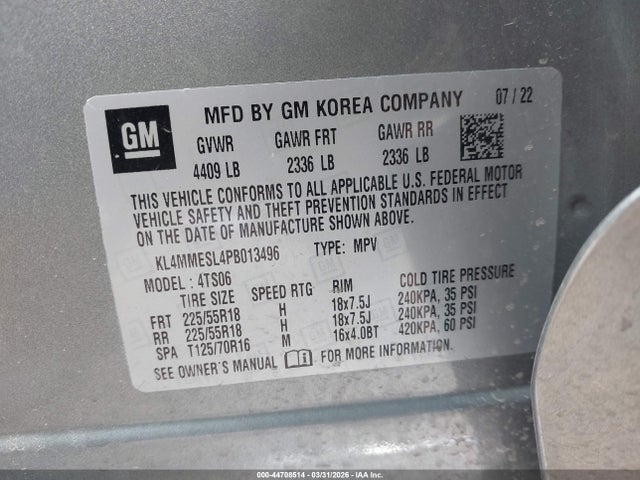 GM
MFD BY GM KOREA COMPANY 07 / 22
GVWR GAWR FRT GAWR RR
4409 LB 2336 LB 2336 LB
THIS VEHICLE CONFORMS TO ALL APPLICABLE U.S. FEDERAL MOTOR
VEHICLE SAFETY AND THEFT PREVENTION STANDARDS IN EFFECT
ON THE DATE OF MANUFACTURE SHOWN ABOVE.
KL4MMESL4PB013496 TYPE: MPV
MODEL : 4TS06
TIRE SIZE SPEED RTG RIM COLD TIRE PRESSURE
FRT 225/55R18 H 18x7.5J 240KPA, 35 PSI
RR 225/55R18 H 18x7.5J 240KPA, 35 PSI
SPA T125/70R16 M 16x4.0BT 420KPA, 60 PSI
SEE OWNER'S MANUAL FOR MORE INFORMATION.
000-44708514 - 03/31/2026 - IAAI.com